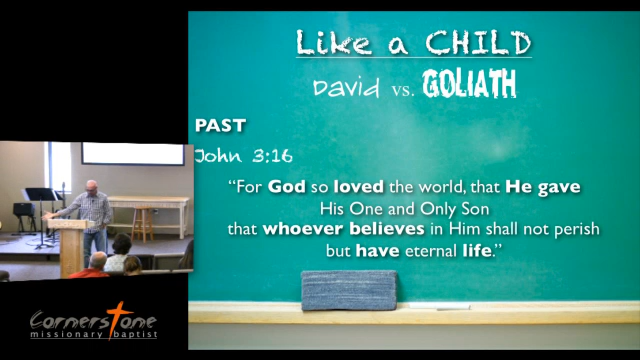 Like a CHILD
David vs. GOLIATH
PAST
John 3:16
“For God so loved the world, that He gave
His One and Only Son
that whoever believes in Him shall not perish
but have eternal life.”
Cornerstone
missionary baptist